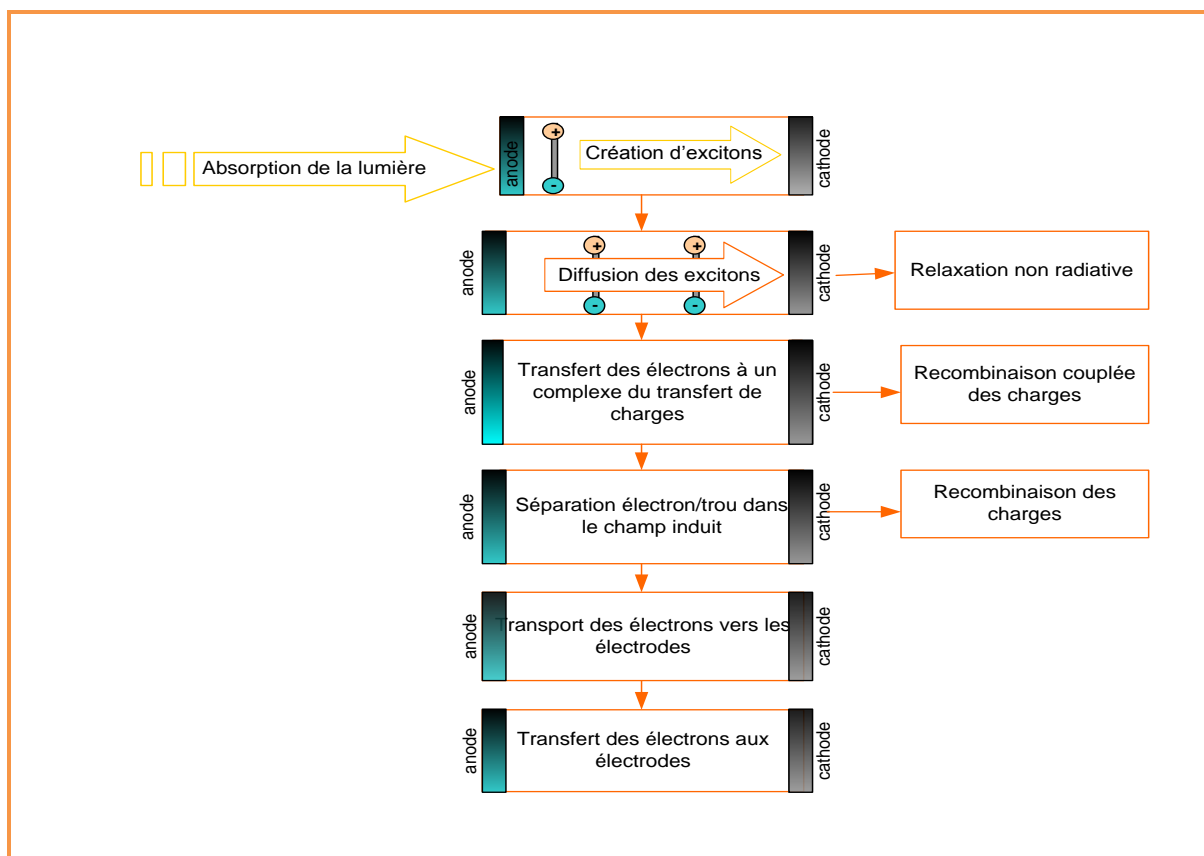 Absorption de la lumière
anode
+
-
Création d'excitons
cathode
anode
+
+
Diffusion des excitons
-
-
cathode
Relaxation non radiative
anode
Transfert des électrons à un
complexe du transfert de
charges
cathode
Recombinaison couplée
des charges
anode
Séparation électron/trou dans
le champ induit
cathode
Recombinaison des
charges
anode
Transport des électrons vers les
électrodes
cathode
anode
Transfert des électrons aux
électrodes
cathode